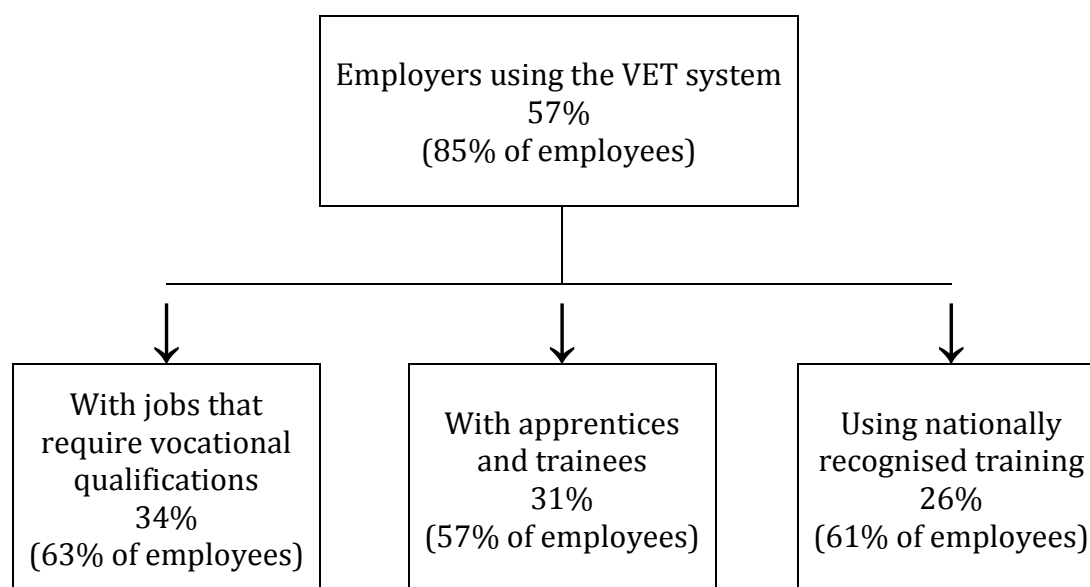 Employers using the VET system
57%
(85% of employees)
With jobs that
require vocational
qualifications
34%
(63% of employees)
With apprentices
and trainees
31%
(57% of employees)
Using nationally
recognised training
26%
(61% of employees)